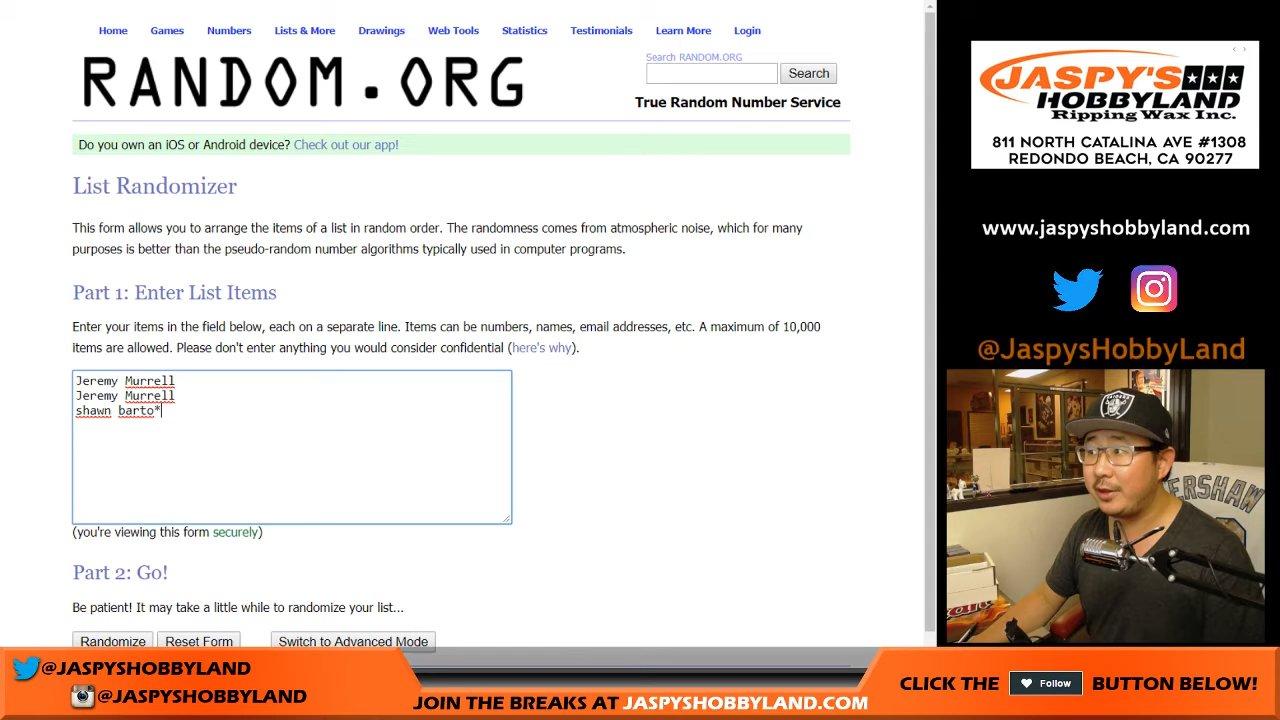 Home Games Numbers Lists & More Drawings Web Tools Statistics Testimonials Learn More Login
RANDOM.ORG
Search RANDOM.ORG
Search
True Random Number Service
Do you own an iOS or Android device? Check out our app!
List Randomizer
This form allows you to arrange the items of a list in random order. The randomness comes from atmospheric noise, which for many
purposes is better than the pseudo-random number algorithms typically used in computer programs.
Part 1: Enter List Items
Enter your items in the field below, each on a separate line. Items can be numbers, names, email addresses, etc. A maximum of 10,000
items are allowed. Please don't enter anything you would consider confidential (here's why).
Jeremy Murrell
Jeremy Murrell
shawn barto*
(you're viewing this form securely)
Part 2: Go!
Be patient! It may take a little while to randomize your list...
Randomize Reset Form Switch to Advanced Mode
JASPY'S
HOBBYLAND
Ripping Wax Inc.
811 NORTH CATALINA AVE #1308
REDONDO BEACH, CA 90277
www.jaspyshobbyland.com
@JaspysHobbyLand
RAIDERS
ERSHAW
@JASPYSHOBBYLAND
@JASPYSHOBBYLAND
JOIN THE BREAKS AT JASPYSHOBBYLAND.COM
CLICK THE Follow BUTTON BELOW!